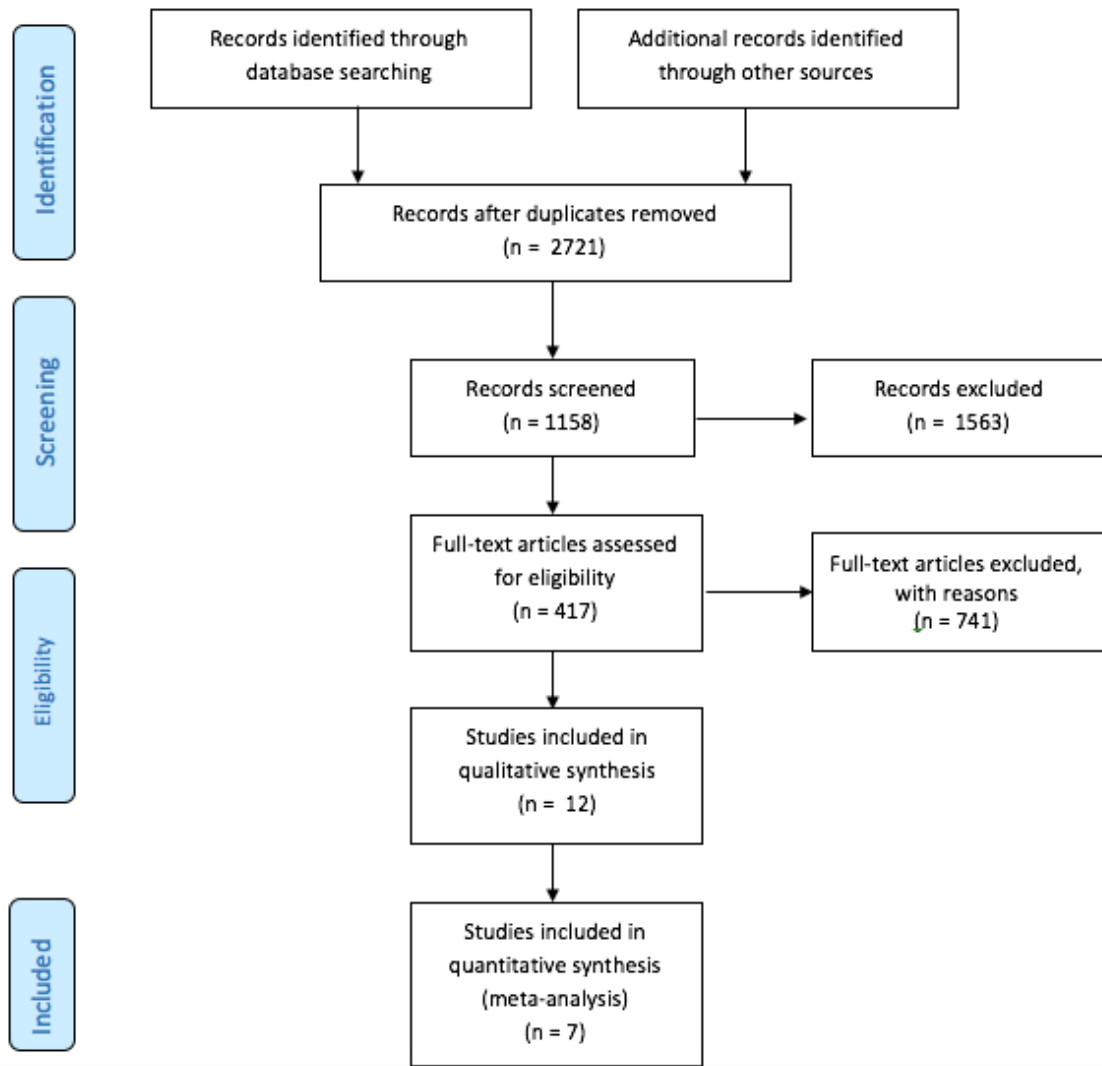 Identification
Records identified through
database searching
Additional records identified
through other sources
Records after duplicates removed
(n = 2721)
Screening
Records screened
(n = 1158)
Records excluded
(n = 1563)
Eligibility
Full-text articles assessed
for eligibility
(n = 417)
Full-text articles excluded,
with reasons
(n = 741)
Studies included in
qualitative synthesis
(n = 12)
Included
Studies included in
quantitative synthesis
(meta-analysis)
(n = 7)